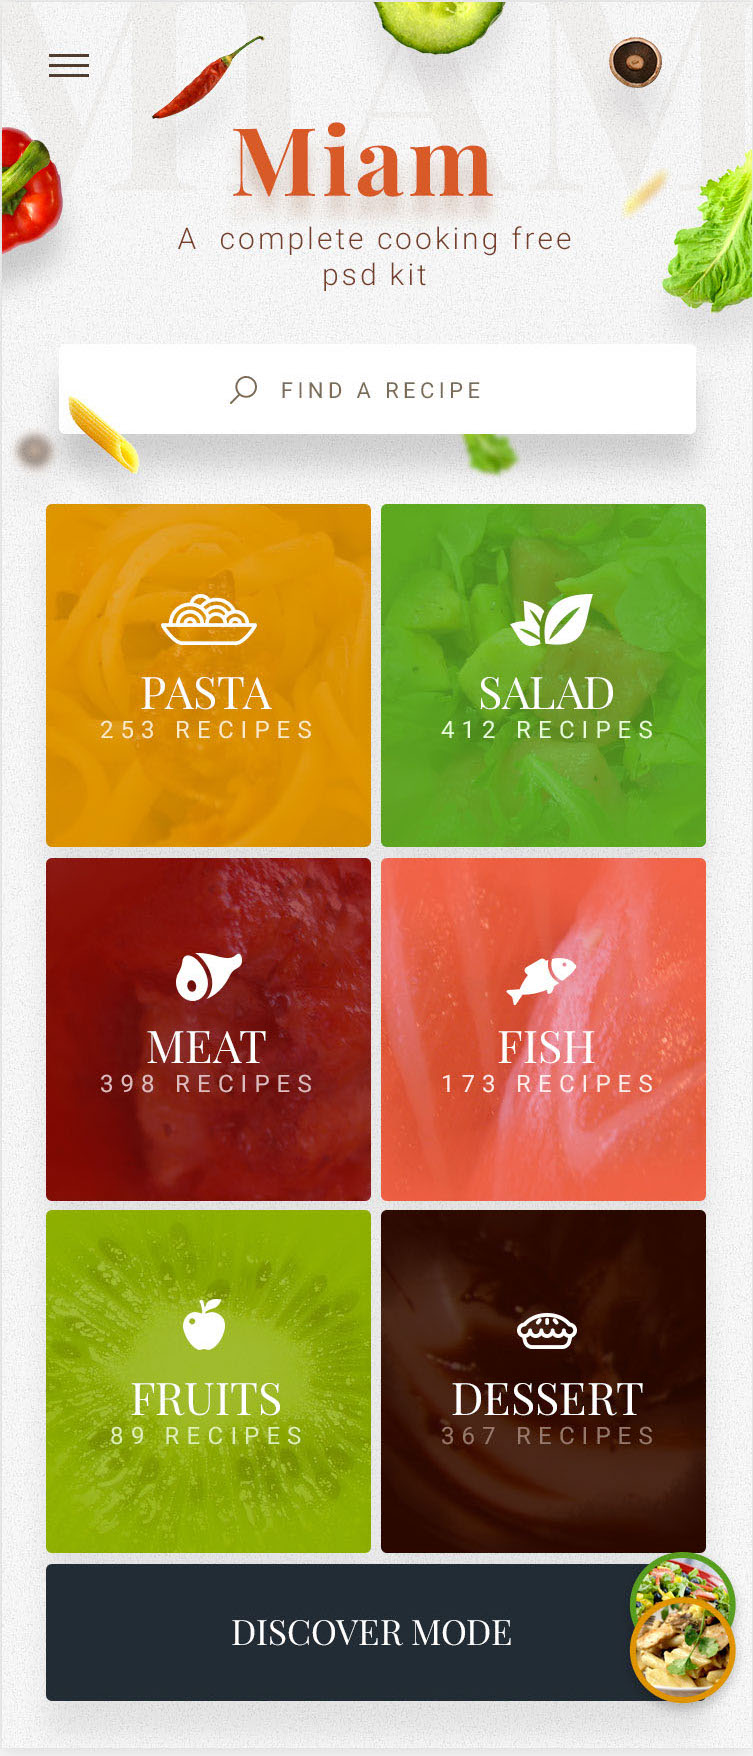 MIAM
Miam
A complete cooking free
psd kit
FIND A RECIPE
PASTA
253 RECIPES
SALAD
412 RECIPES
MEAT
398 RECIPES
FISH
173 RECIPES
FRUITS
89 RECIPES
DESSERT
367 RECIPES
DISCOVER MODE